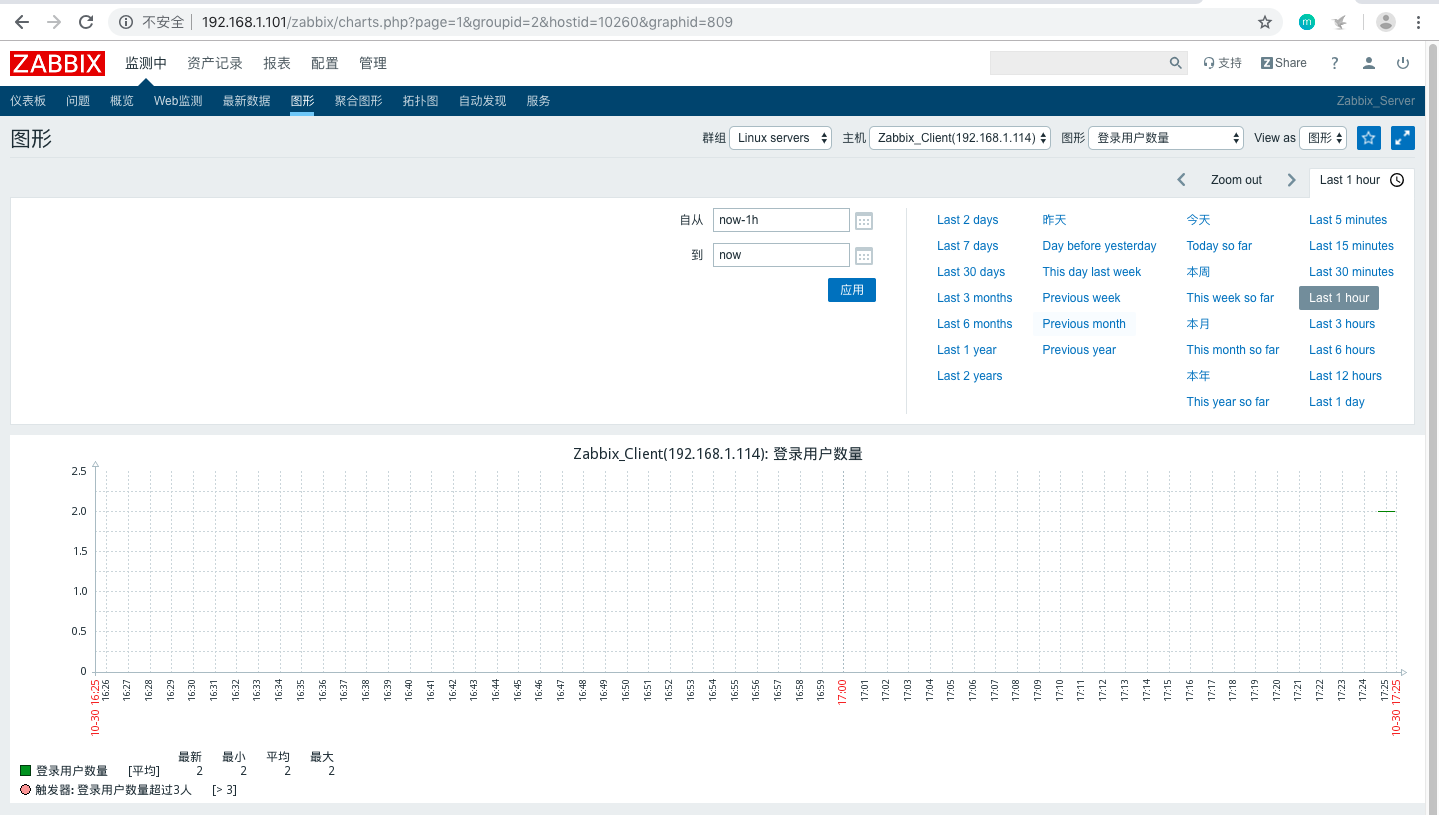 不安全 192.168.1.101/zabbix/charts.php?page=1&groupid=2&hostid=10260&graphid=809 m
ZABBIX 监测中 资产记录 报表 配置 管理 支持 Z Share ?
仪表板 问题 概览 Web监测 最新数据 图形 聚合图形 拓扑图 自动发现 服务 Zabbix_Server
图形 群组 Linux servers 主机 Zabbix_Client(192.168.1.114) 图形 登录用户数量 View as 图形
Zoom out Last 1 hour
自从 now-1h Last 2 days 昨天 今天 Last 5 minutes
Last 7 days Day before yesterday Today so far Last 15 minutes
到 now
Last 30 days This day last week 本周 Last 30 minutes
应用 Last 3 months Previous week This week so far Last 1 hour
Last 6 months Previous month 本月 Last 3 hours
Last 1 year Previous year This month so far Last 6 hours
Last 2 years 本年 Last 12 hours
This year so far Last 1 day
Zabbix_Client(192.168.1.114): 登录用户数量
2.5
2.0
1.5
1.0
0.5
0
10-30 16:25 16:26 16:27 16:28 16:29 16:30 16:31 16:32 16:33 16:34 16:35 16:36 16:37 16:38 16:39 16:40 16:41 16:42 16:43 16:44 16:45 16:46 16:47 16:48 16:49 16:50 16:51 16:52 16:53 16:54 16:55 16:56 16:57 16:58 16:59 17:00 17:01 17:02 17:03 17:04 17:05 17:06 17:07 17:08 17:09 17:10 17:11 17:12 17:13 17:14 17:15 17:16 17:17 17:18 17:19 17:20 17:21 17:22 17:23 17:24 17:25 10-30 17:25
最新 最小 平均 最大
登录用户数量 [平均] 2 2 2 2
触发器: 登录用户数量超过3人 [> 3]